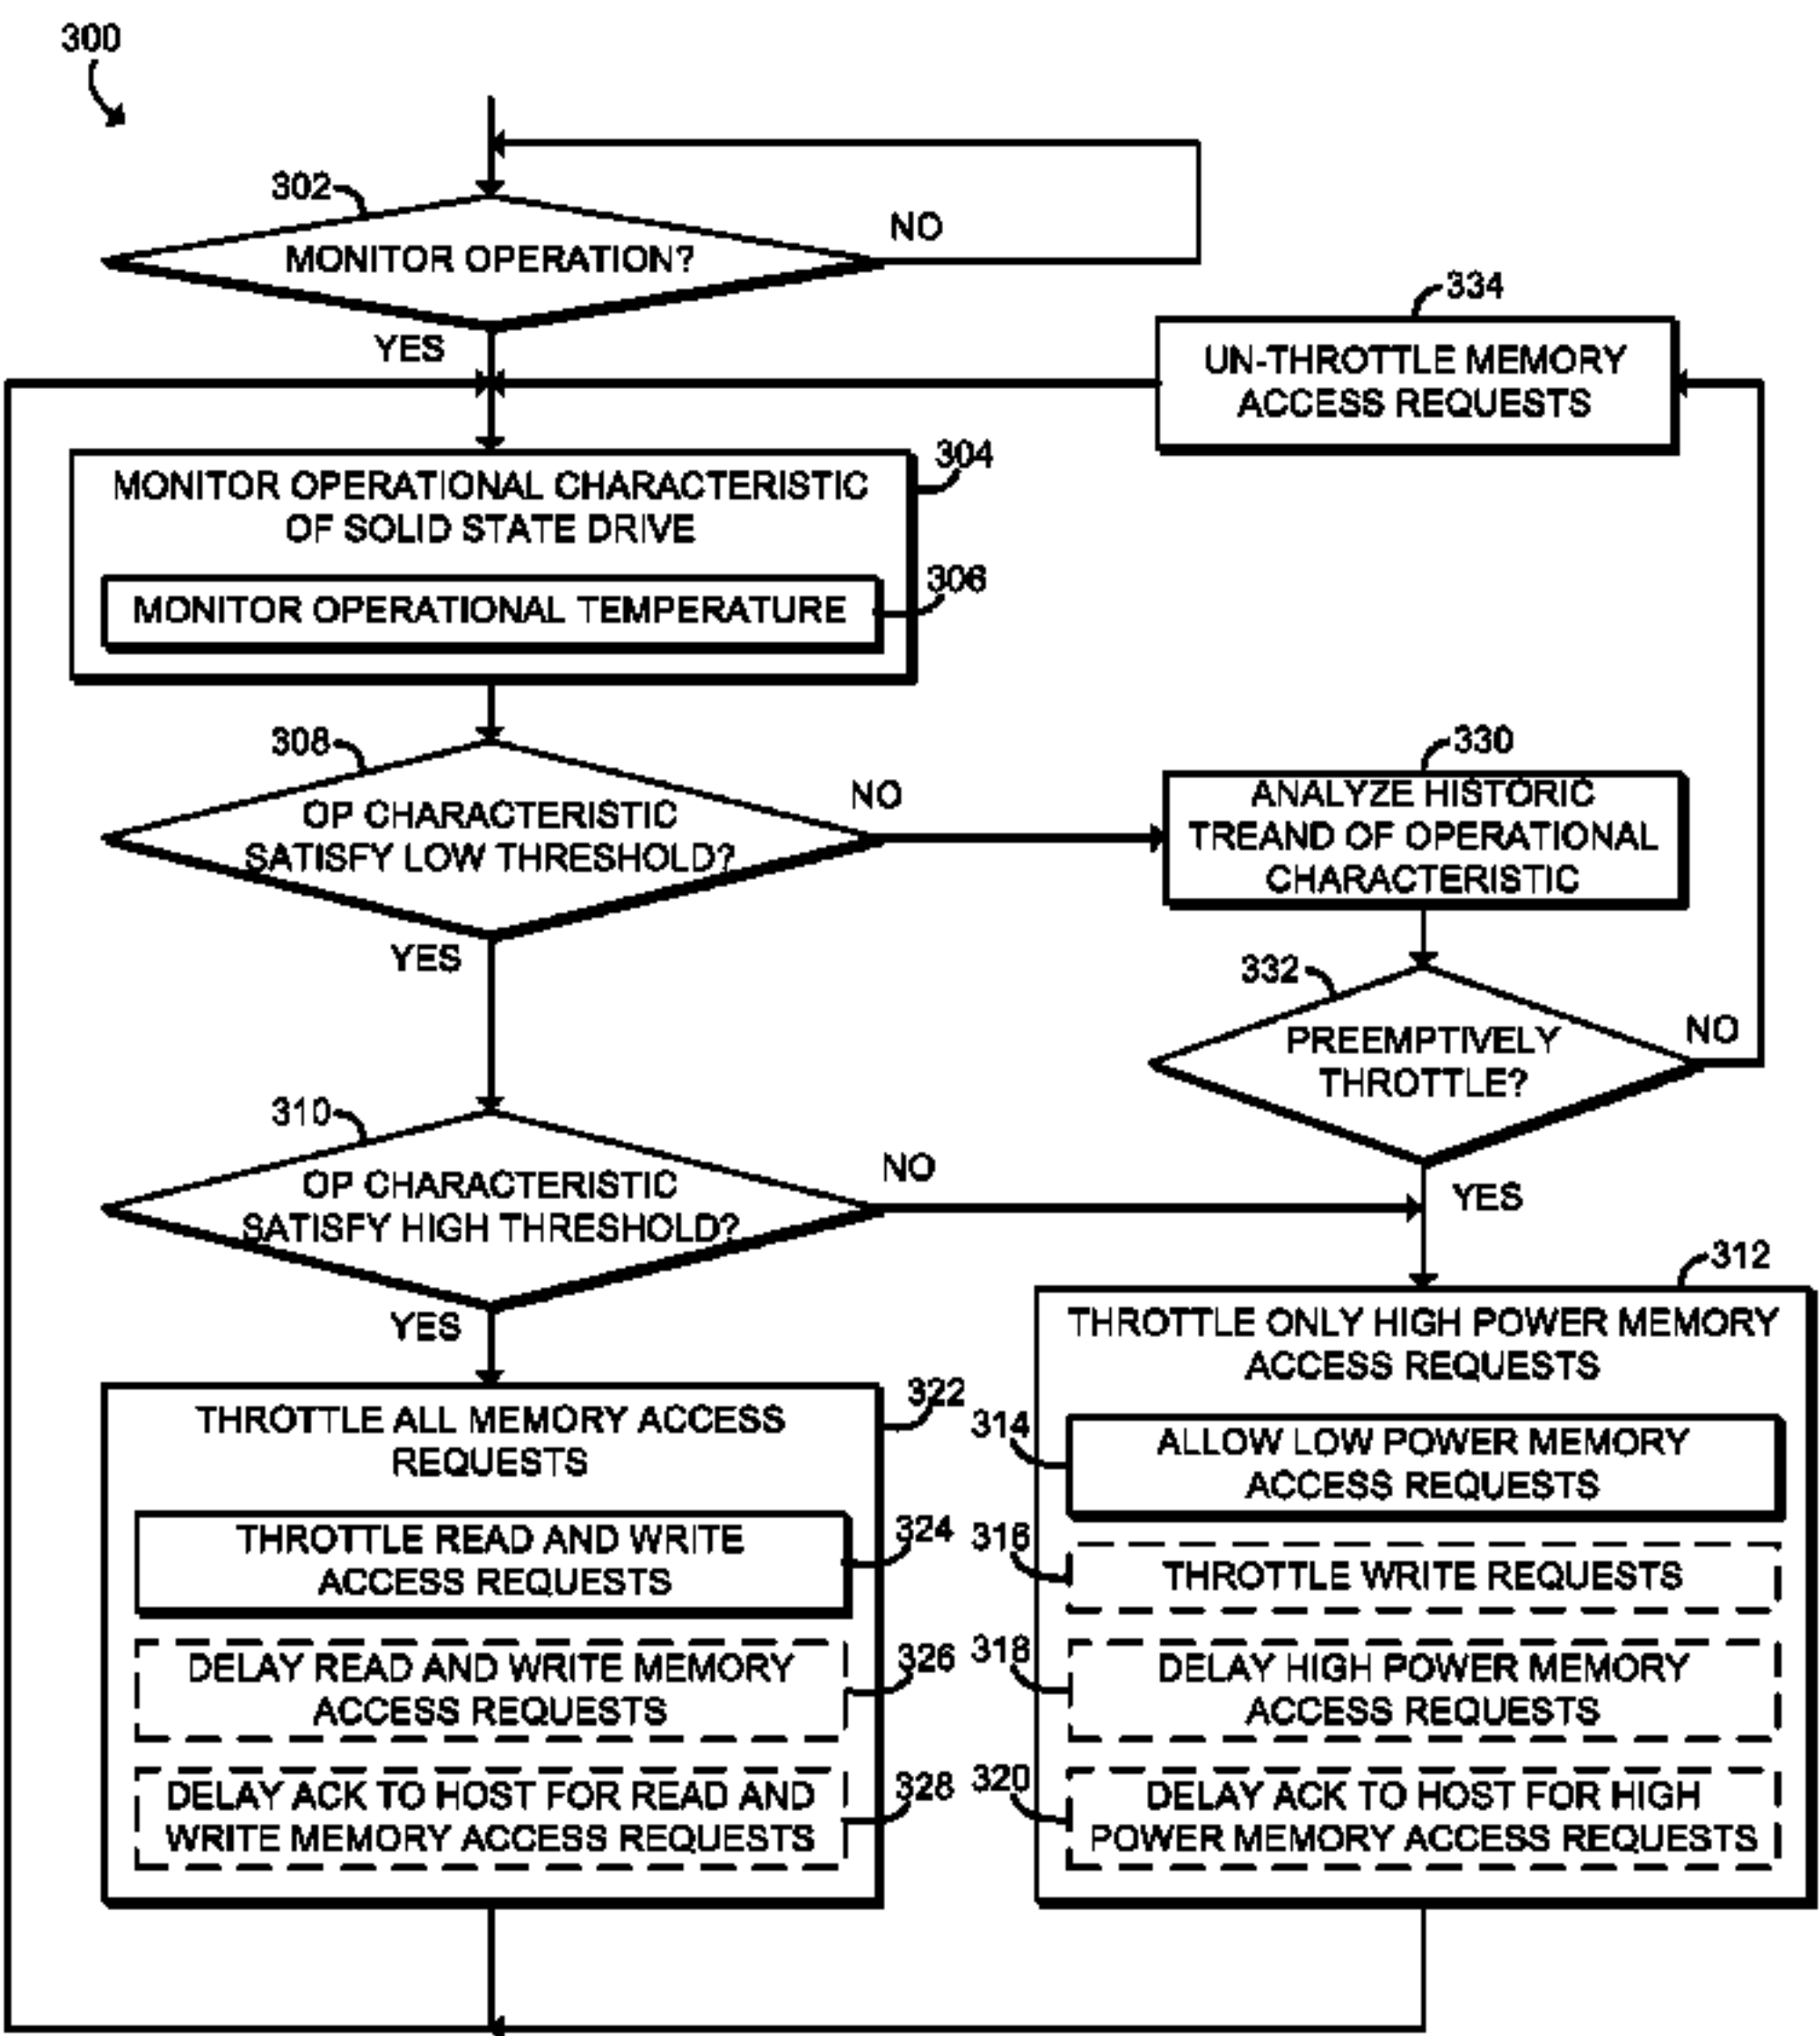 300
302
MONITOR OPERATION?
NO
YES
334
UN-THROTTLE MEMORY
ACCESS REQUESTS
304
MONITOR OPERATIONAL CHARACTERISTIC
OF SOLID STATE DRIVE
306
MONITOR OPERATIONAL TEMPERATURE
308
OP CHARACTERISTIC
SATISFY LOW THRESHOLD?
NO
YES
330
ANALYZE HISTORIC
TREAND OF OPERATIONAL
CHARACTERISTIC
332
PREEMPTIVELY
THROTTLE?
NO
YES
310
OP CHARACTERISTIC
SATISFY HIGH THRESHOLD?
NO
YES
312
THROTTLE ONLY HIGH POWER MEMORY
ACCESS REQUESTS
314
ALLOW LOW POWER MEMORY
ACCESS REQUESTS
316
THROTTLE WRITE REQUESTS
318
DELAY HIGH POWER MEMORY
ACCESS REQUESTS
320
DELAY ACK TO HOST FOR HIGH
POWER MEMORY ACCESS REQUESTS
322
THROTTLE ALL MEMORY ACCESS
REQUESTS
324
THROTTLE READ AND WRITE
ACCESS REQUESTS
326
DELAY READ AND WRITE MEMORY
ACCESS REQUESTS
328
DELAY ACK TO HOST FOR READ AND
WRITE MEMORY ACCESS REQUESTS